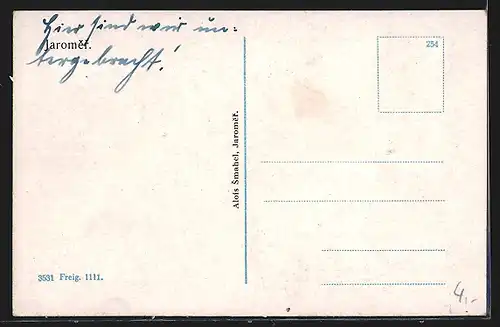 Hier sind wir un-
Jaroměř.
tergebracht!
254
Alois Šmahel, Jaroměř.
3531 Freig. 1111.
4,-